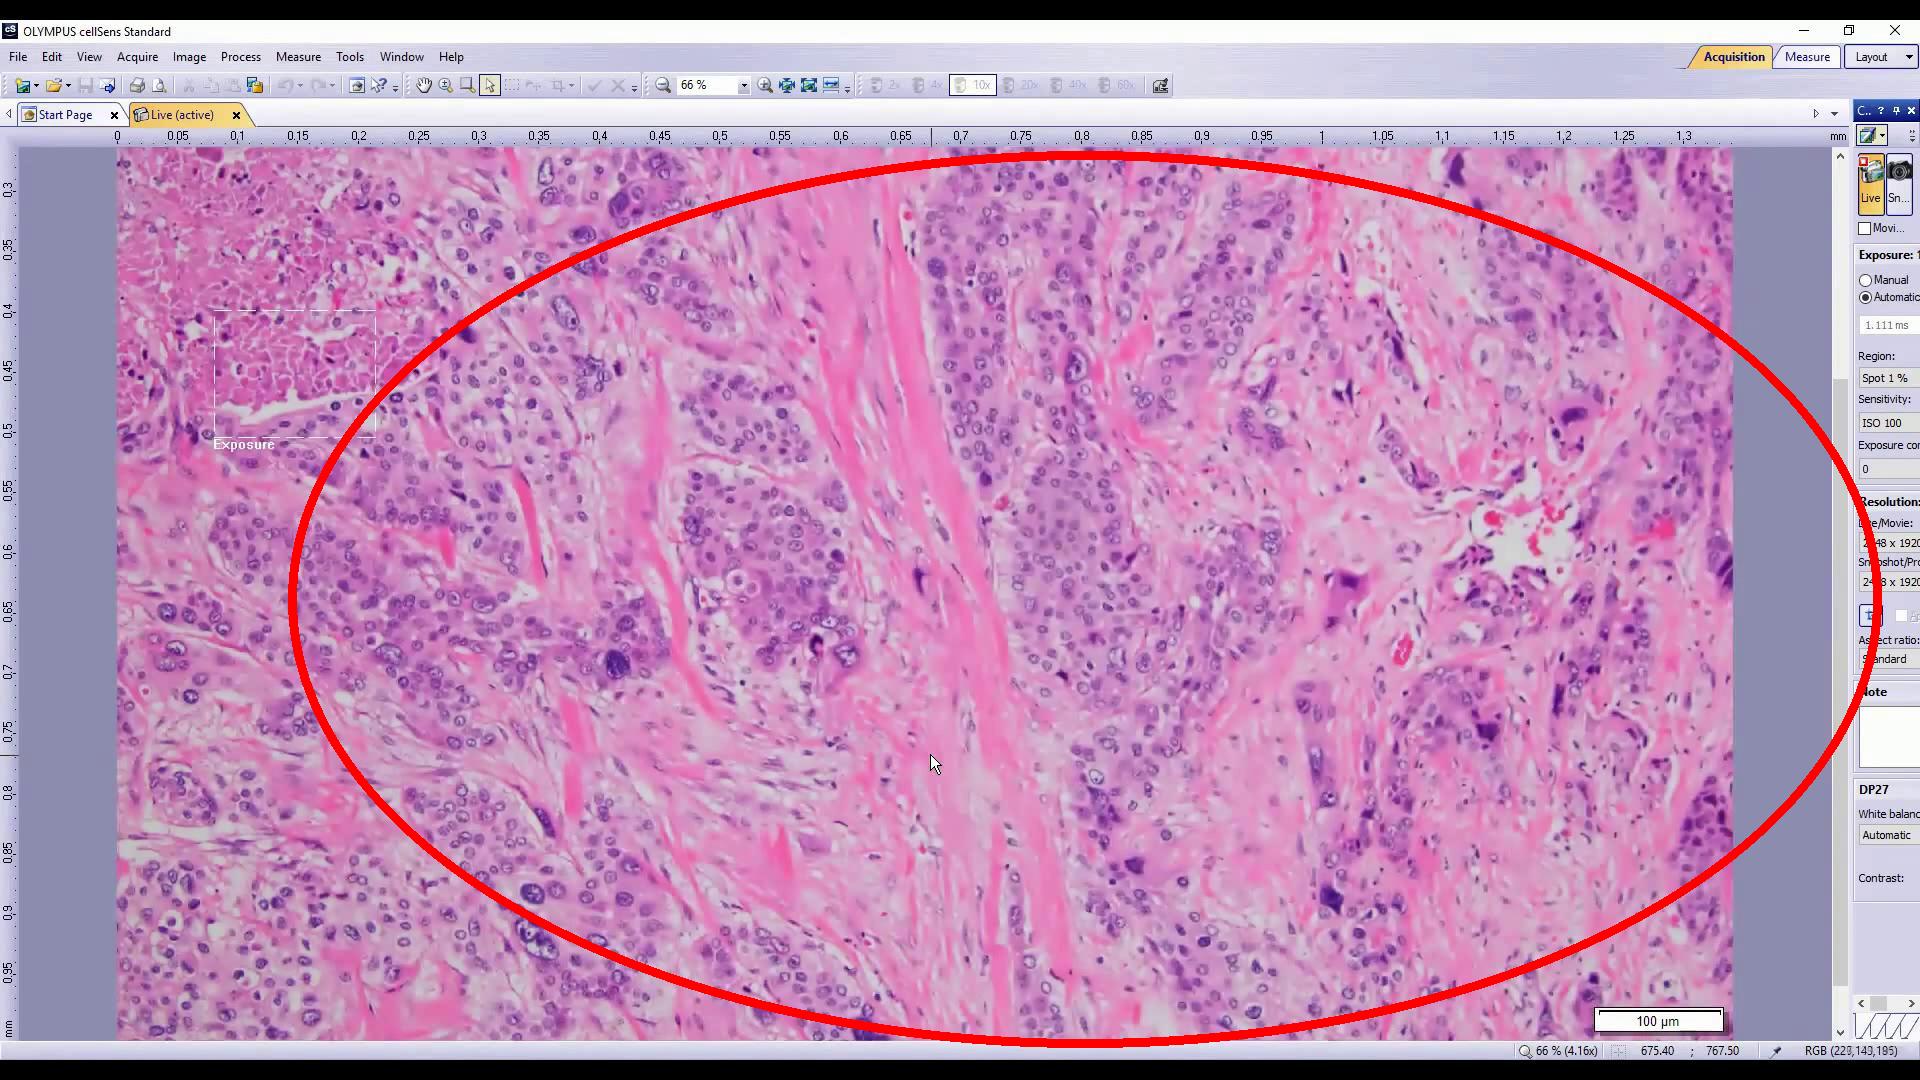 OLYMPUS cellSens Standard
File Edit View Acquire Image Process Measure Tools Window Help
Acquisition Measure Layout
66 % 2x 4x 10x 20x 40x 60x
Start Page Live (active)
C..
0 0.05 0.1 0.15 0.2 0.25 0.3 0.35 0.4 0.45 0.5 0.55 0.6 0.65 0.7 0.75 0.8 0.85 0.9 0.95 1 1.05 1.1 1.15 1.2 1.25 1.3 mm
0.3
0.35
0.4
0.45
0.5
0.55
0.6
0.65
0.7
0.75
0.8
0.85
0.9
0.95
mm
Exposure
100 µm
Live Sn...
Movi...
Exposure: 1
Manual
Automatic
1.111 ms
Region:
Spot 1 %
Sensitivity:
ISO 100
Exposure cor
0
Resolution:
Live/Movie:
2448 x 1920
Snapshot/Pro
2448 x 1920
Aspect ratio:
Standard
Note
DP27
White balanc
Automatic
Contrast:
66 % (4.16x) 675.40 ; 767.50